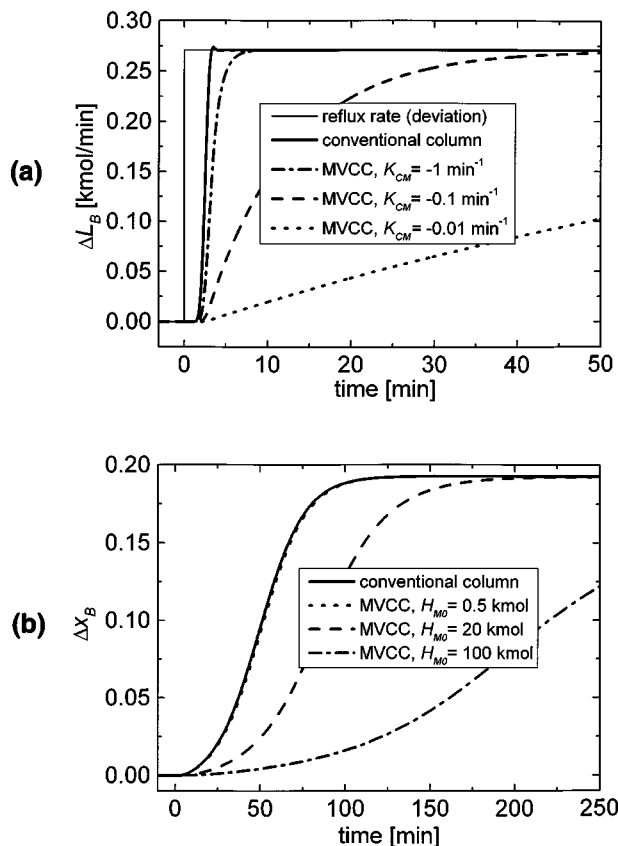 (a)
ΔL_B [kmol/min]
0.30
0.25
0.20
0.15
0.10
0.05
0.00
reflux rate (deviation)
conventional column
MVCC, K_CM= -1 min⁻¹
MVCC, K_CM= -0.1 min⁻¹
MVCC, K_CM= -0.01 min⁻¹
0 10 20 30 40 50
time [min]
(b)
Δx_B
0.20
0.15
0.10
0.05
0.00
conventional column
MVCC, H_M0= 0.5 kmol
MVCC, H_M0= 20 kmol
MVCC, H_M0= 100 kmol
0 50 100 150 200 250
time [min]